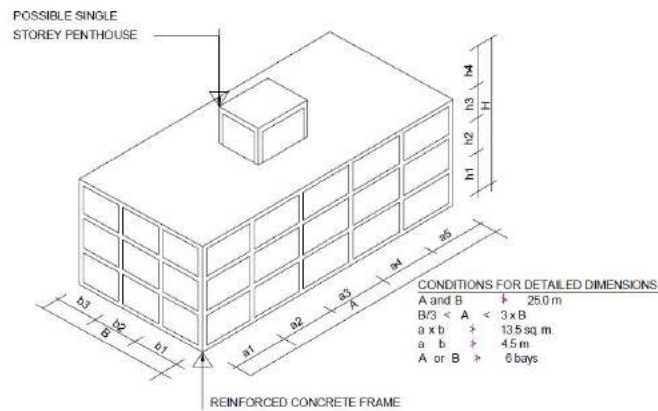 POSSIBLE SINGLE
STOREY PENTHOUSE
h4
h3
H
h2
h1
a5
a4
a3
A
a2
a1
b3
b2
B
b1
CONDITIONS FOR DETAILED DIMENSIONS
A and B ≯ 25.0 m
B/3 < A < 3 x B
a x b ≯ 13.5 sq. m.
a b ≯ 4.5 m
A or B ≯ 6 bays
REINFORCED CONCRETE FRAME